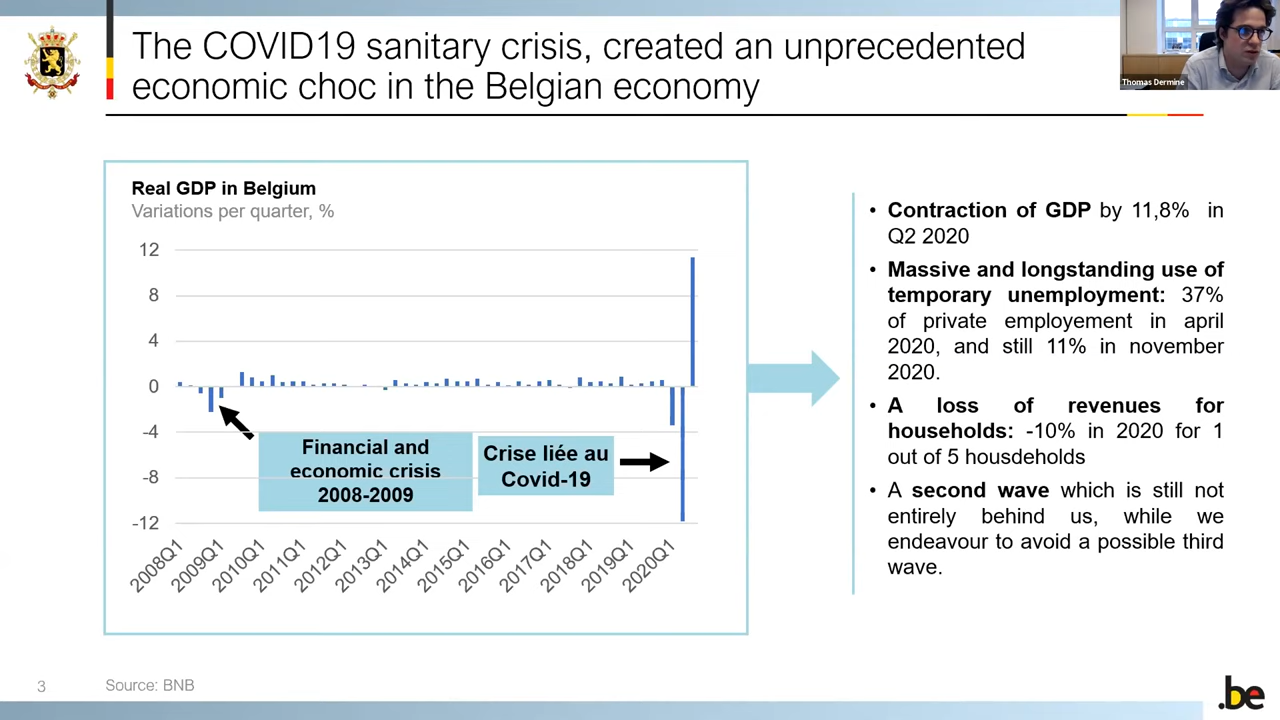 The COVID19 sanitary crisis, created an unprecedented
economic choc in the Belgian economy
Thomas Dermine
Real GDP in Belgium
Variations per quarter, %
12
8
4
0
-4
-8
-12
Financial and
economic crisis
2008-2009
Crise liée au
Covid-19
2008Q1
2009Q1
2010Q1
2011Q1
2012Q1
2013Q1
2014Q1
2015Q1
2016Q1
2017Q1
2018Q1
2019Q1
2020Q1
• Contraction of GDP by 11,8% in
Q2 2020
• Massive and longstanding use of
temporary unemployment: 37%
of private employement in april
2020, and still 11% in november
2020.
• A loss of revenues for
households: -10% in 2020 for 1
out of 5 housdeholds
• A second wave which is still not
entirely behind us, while we
endeavour to avoid a possible third
wave.
3
Source: BNB
.be